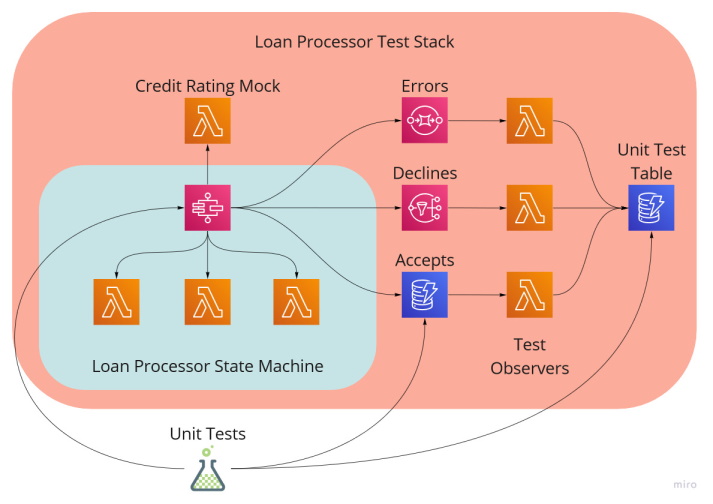 Loan Processor Test Stack
Credit Rating Mock
Errors
Unit Test
Table
Declines
Accepts
Test
Observers
Loan Processor State Machine
Unit Tests
miro